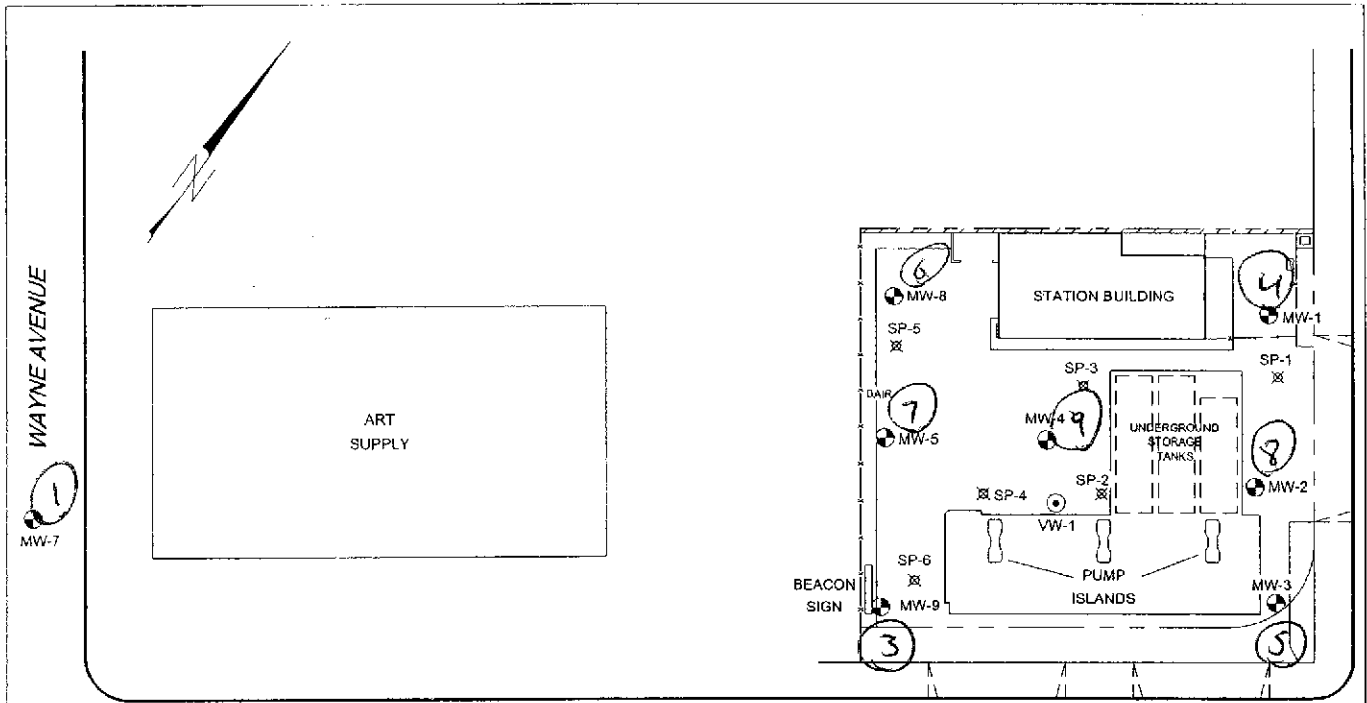 N
WAYNE AVENUE
1
MW-7
ART
SUPPLY
6
MW-8
SP-5
STATION BUILDING
4
MW-1
SP-1
SP-3
AIR
7
MW-5
MW-4
9
UNDERGROUND
STORAGE
TANKS
8
MW-2
SP-4
SP-2
VW-1
SP-6
BEACON
SIGN
MW-9
PUMP
ISLANDS
MW-3
3
5